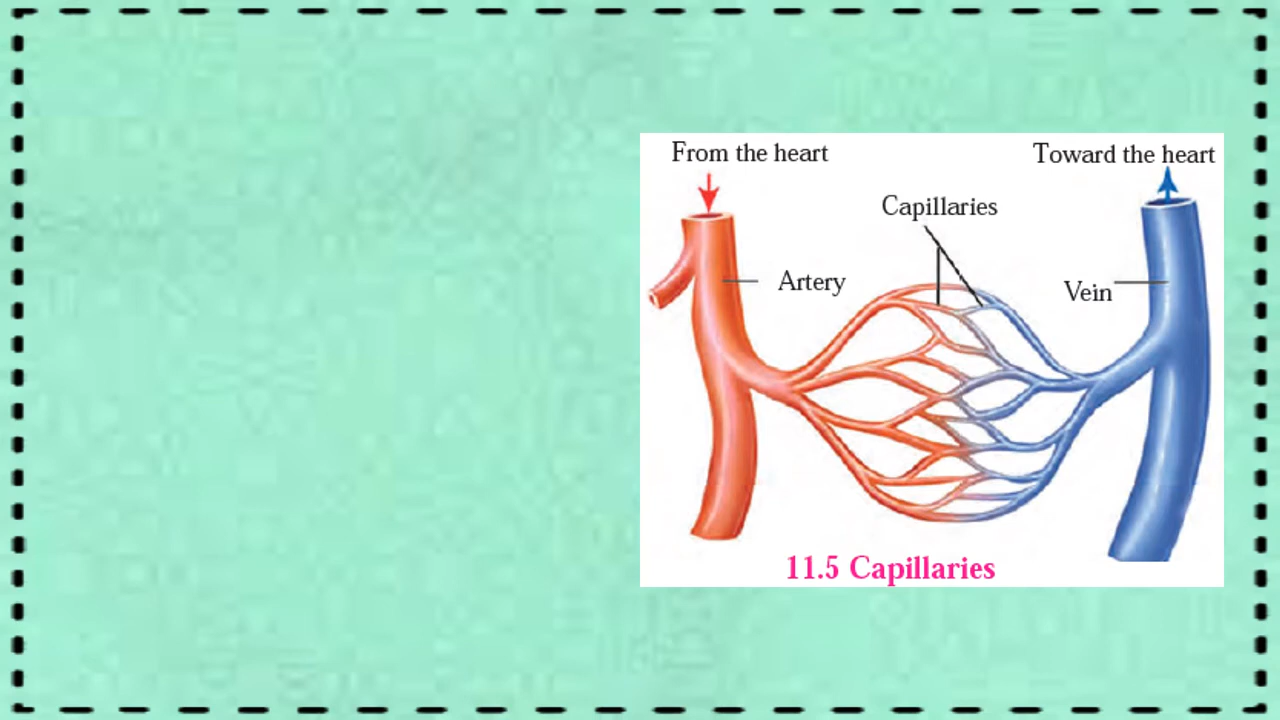 From the heart
Toward the heart
Capillaries
Artery
Vein
11.5 Capillaries